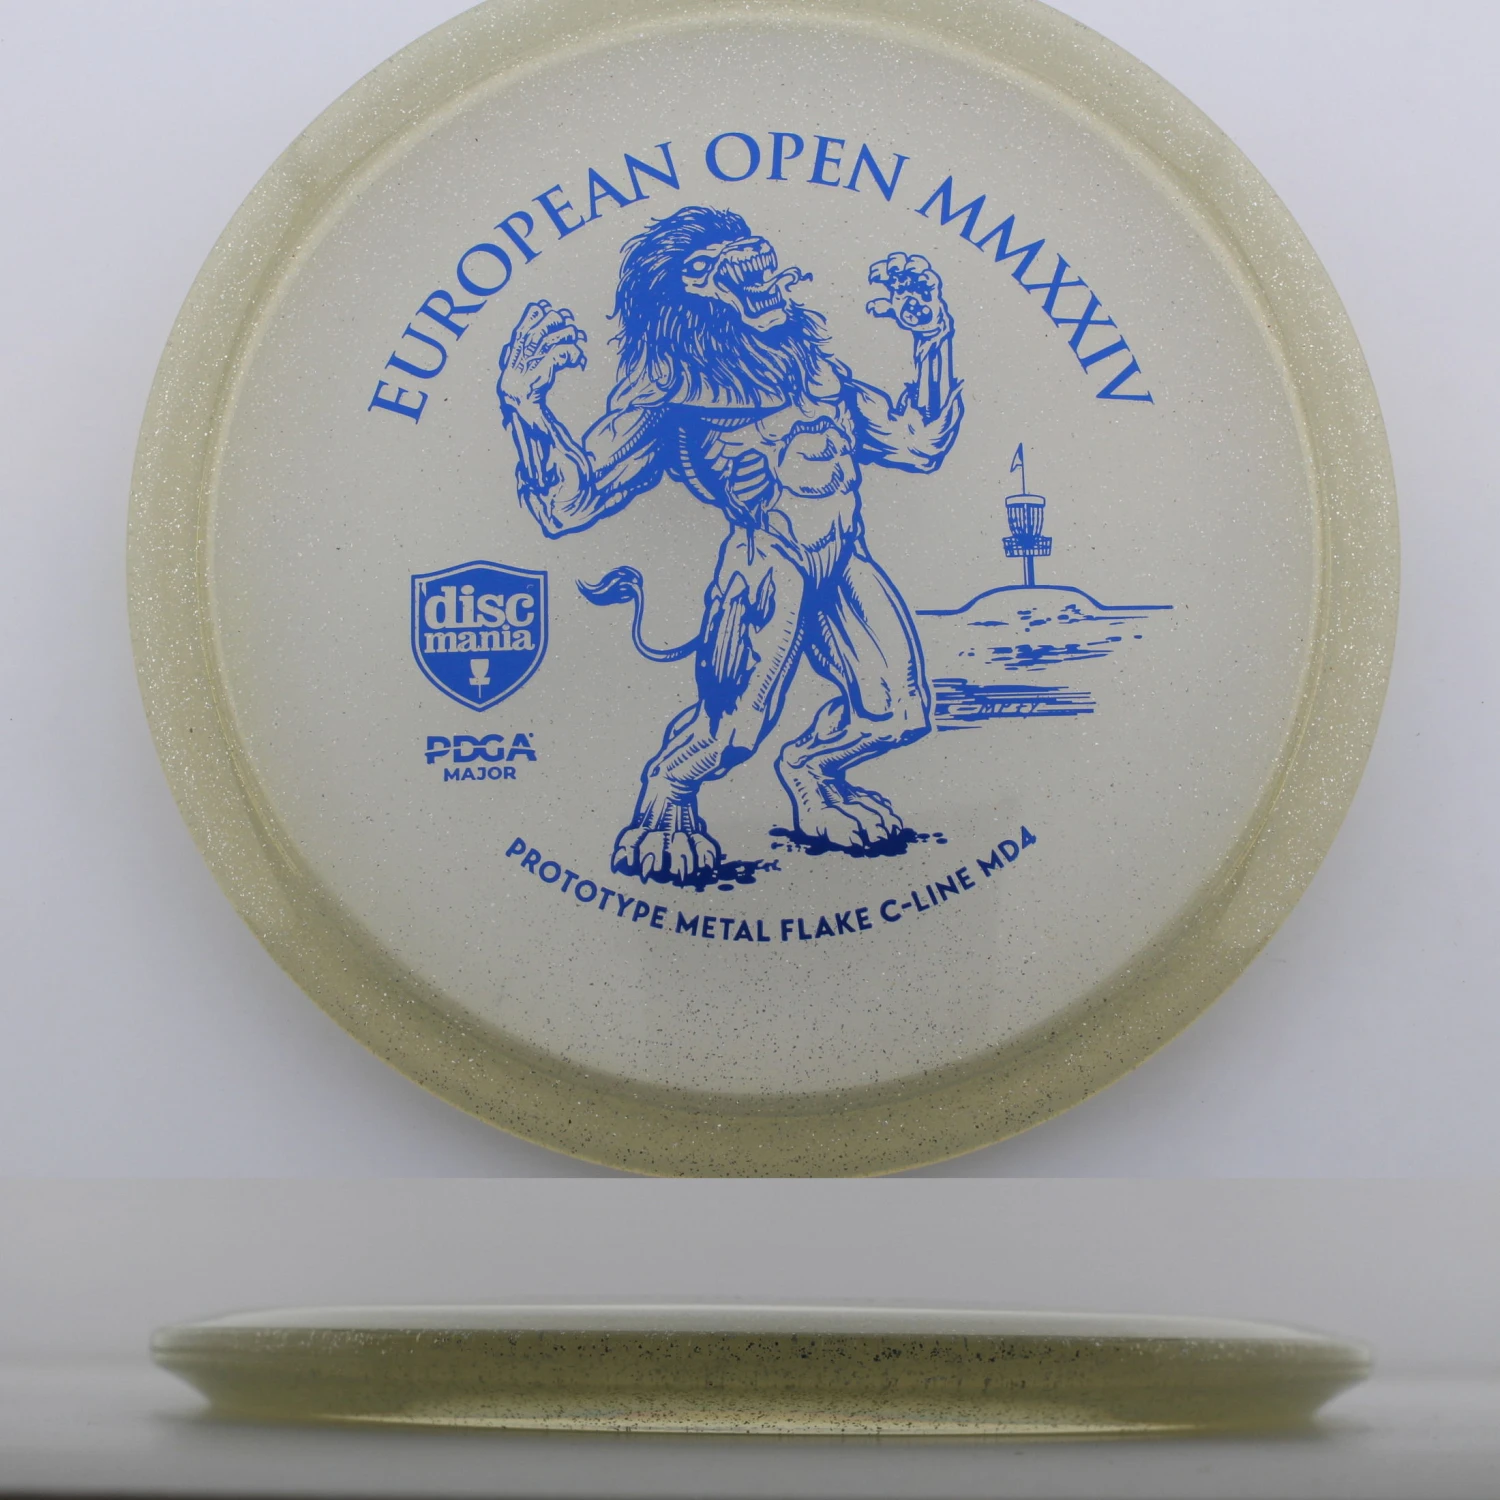 EUROPEAN OPEN MMXXIV
disc
mania
PDGA
MAJOR
PROTOTYPE METAL FLAKE C-LINE MD4